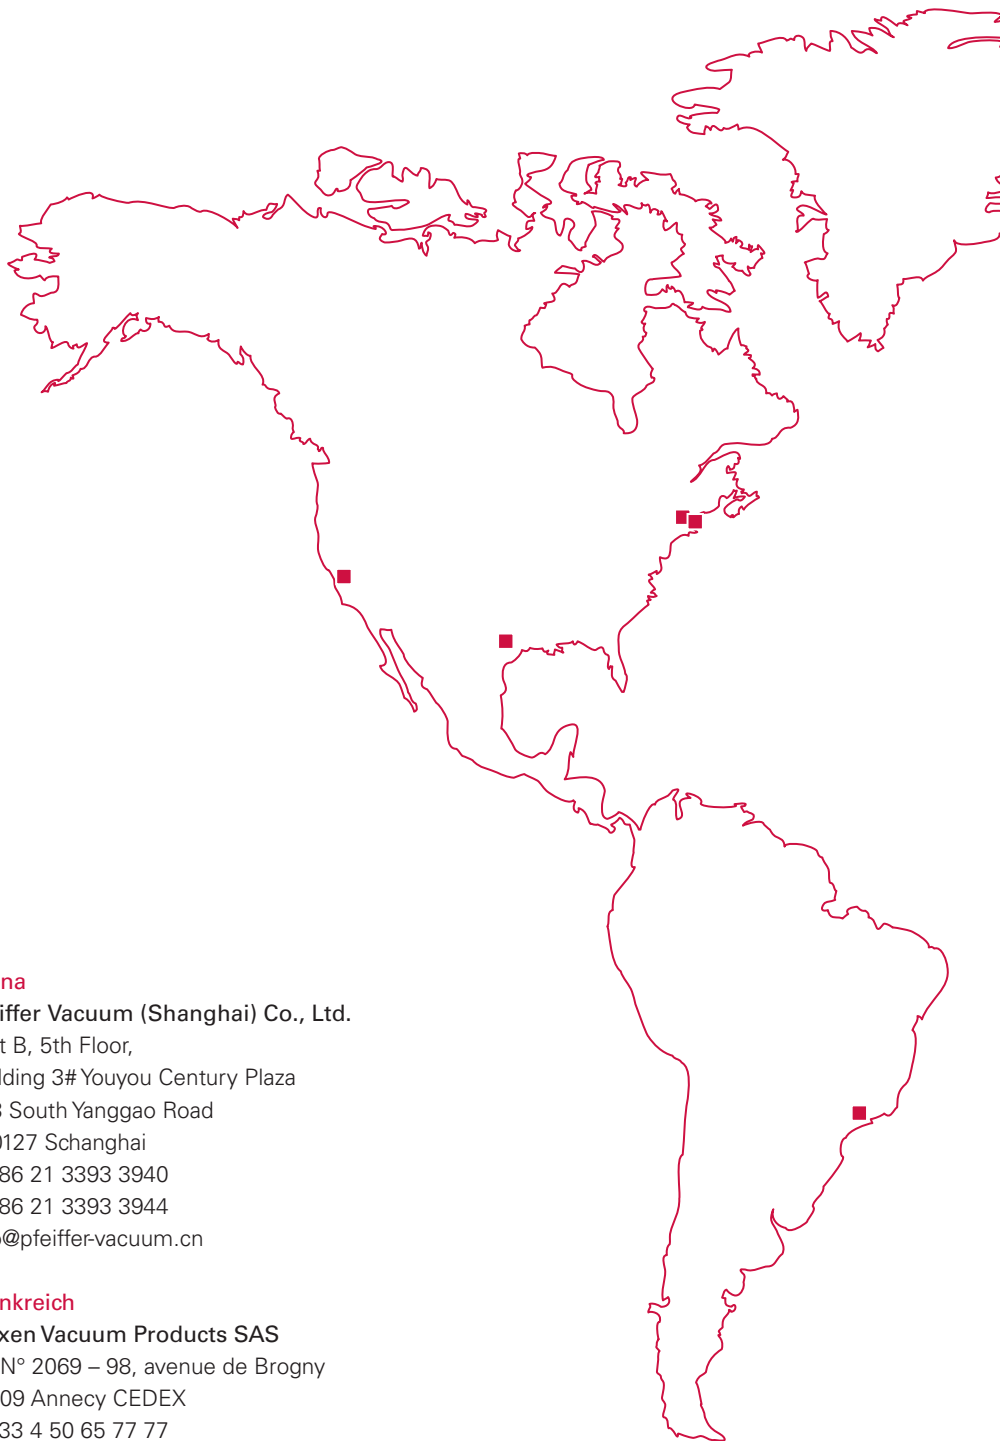 na
iffer Vacuum (Shanghai) Co., Ltd.
t B, 5th Floor,
lding 3# Youyou Century Plaza
3 South Yanggao Road
0127 Schanghai
86 21 3393 3940
86 21 3393 3944
o@pfeiffer-vacuum.cn
nkreich
xen Vacuum Products SAS
N° 2069 – 98, avenue de Brogny
09 Annecy CEDEX
33 4 50 65 77 77